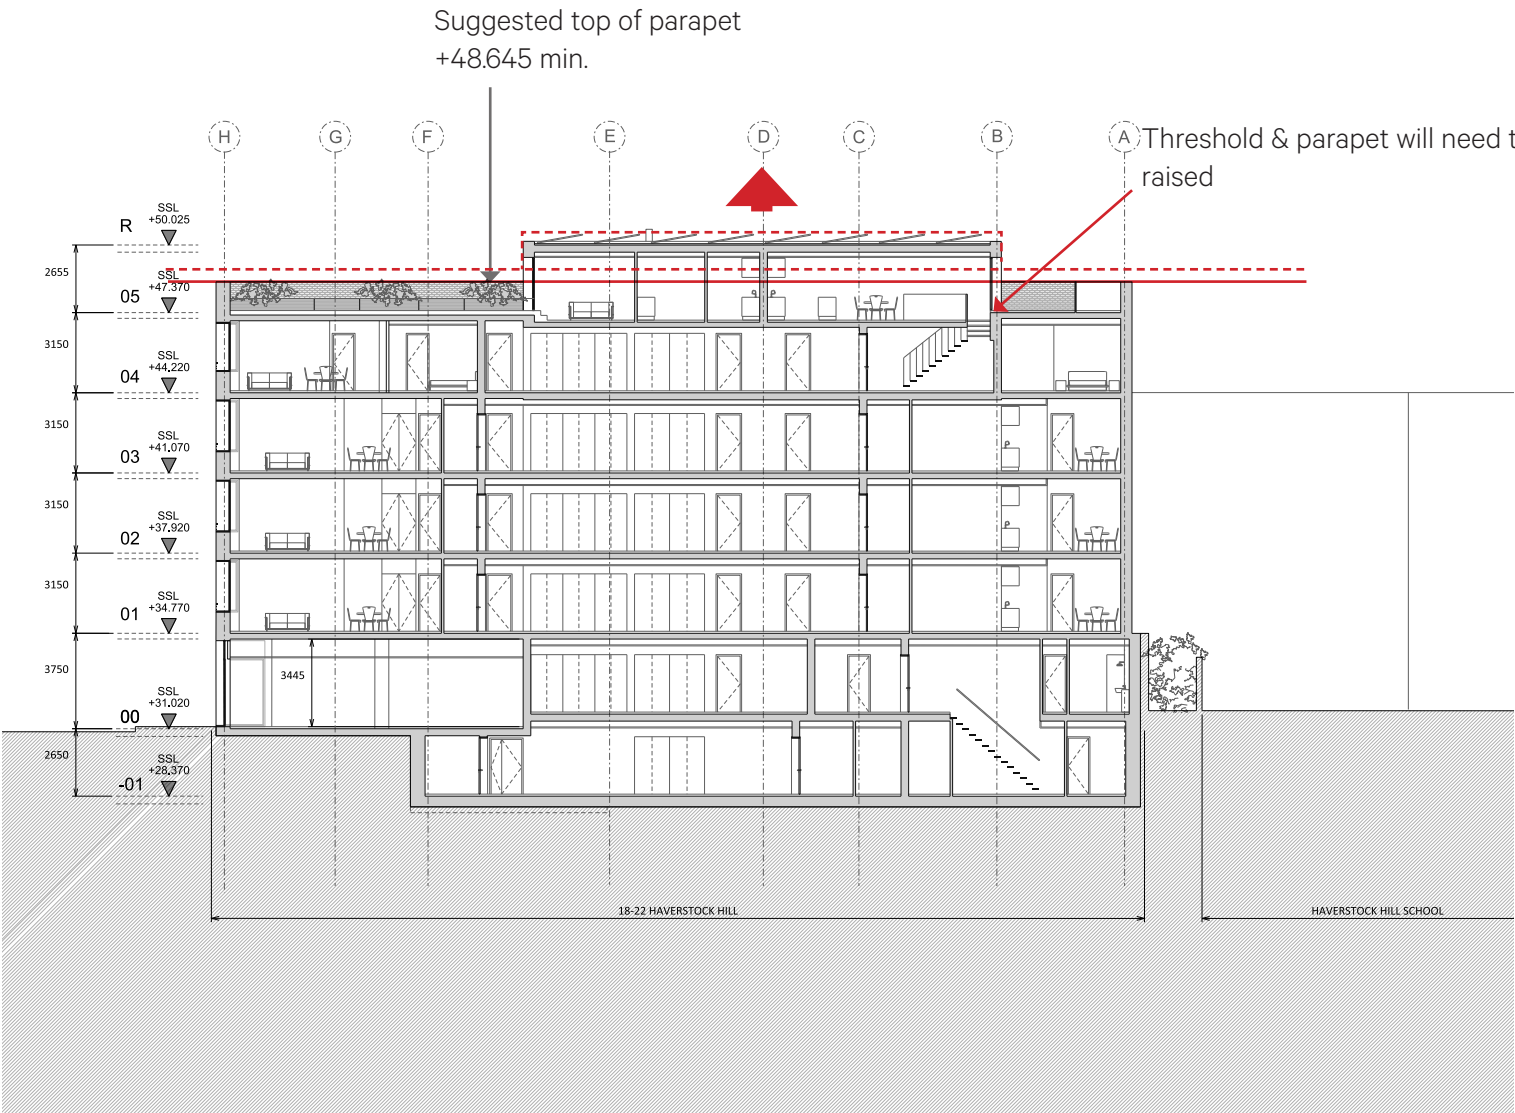 Suggested top of parapet
+48.645 min.
H
G
F
E
D
C
B
A
Threshold & parapet will need t
raised
R
SSL
+50.025
2655
05
SSL
+47.370
3150
04
SSL
+44.220
3150
03
SSL
+41.070
3150
02
SSL
+37.920
3150
01
SSL
+34.770
3750
3445
00
SSL
+31.020
2650
-01
SSL
+28.370
18-22 HAVERSTOCK HILL
HAVERSTOCK HILL SCHOOL